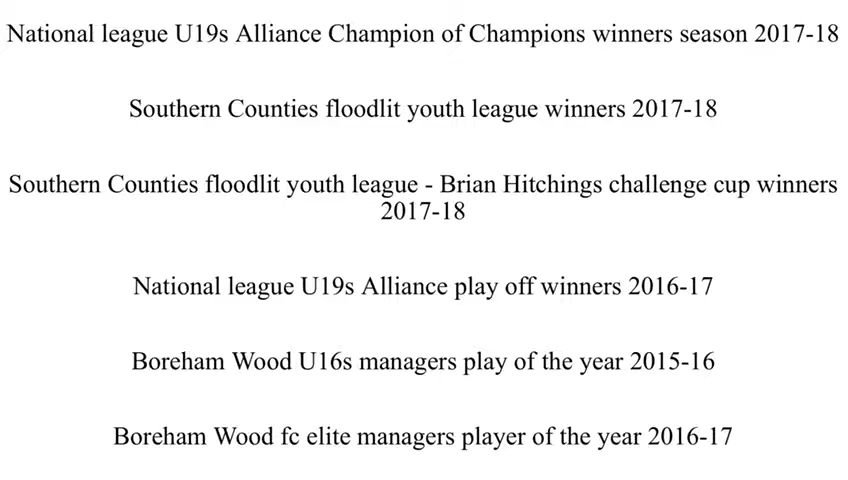 National league U19s Alliance Champion of Champions winners season 2017-18
Southern Counties floodlit youth league winners 2017-18
Southern Counties floodlit youth league - Brian Hitchings challenge cup winners
2017-18
National league U19s Alliance play off winners 2016-17
Boreham Wood U16s managers play of the year 2015-16
Boreham Wood fc elite managers player of the year 2016-17